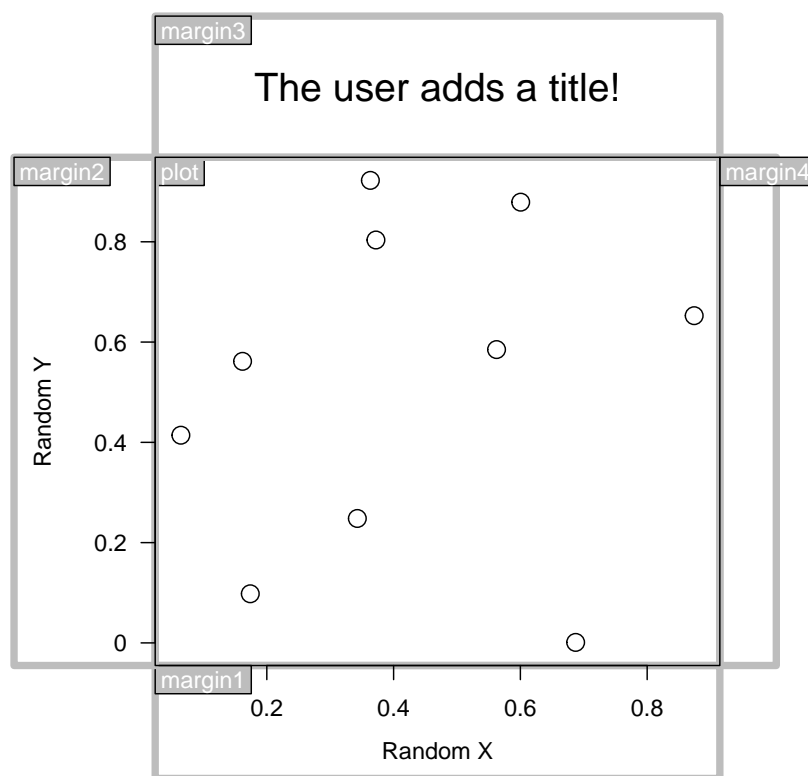 margin3
The user adds a title!
margin2
plot
margin4
0.8
0.6
0.4
0.2
0
Random Y
margin1
0.2 0.4 0.6 0.8
Random X